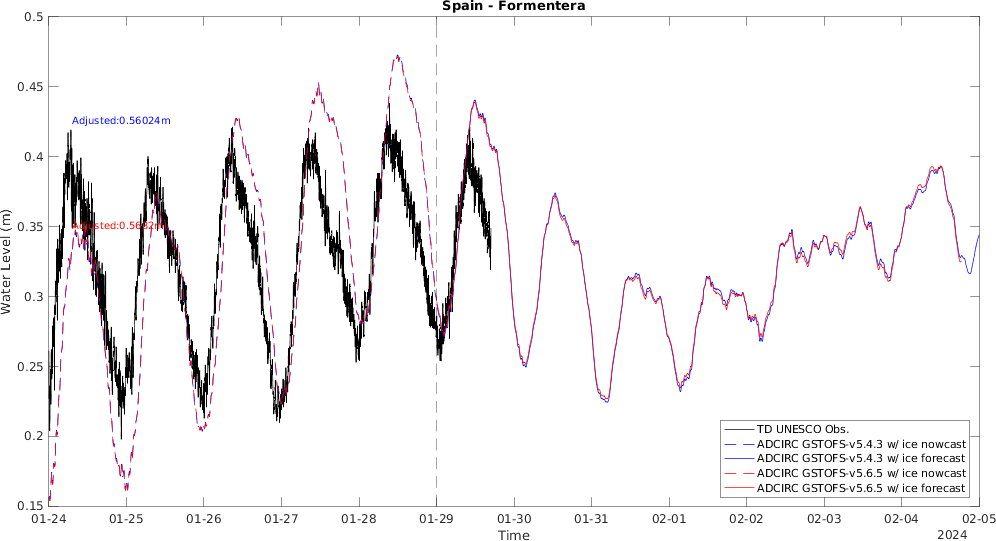 Spain - Formentera
0.5
0.45
0.4
0.35
0.3
0.25
0.2
0.15
Water Level (m)
Adjusted:0.56024m
01-24
01-25
01-26
01-27
01-28
01-29
01-30
01-31
02-01
02-02
02-03
02-04
02-05
Time
2024
TD UNESCO Obs.
ADCIRC GSTOFS-v5.4.3 w/ ice nowcast
ADCIRC GSTOFS-v5.4.3 w/ ice forecast
ADCIRC GSTOFS-v5.6.5 w/ ice nowcast
ADCIRC GSTOFS-v5.6.5 w/ ice forecast